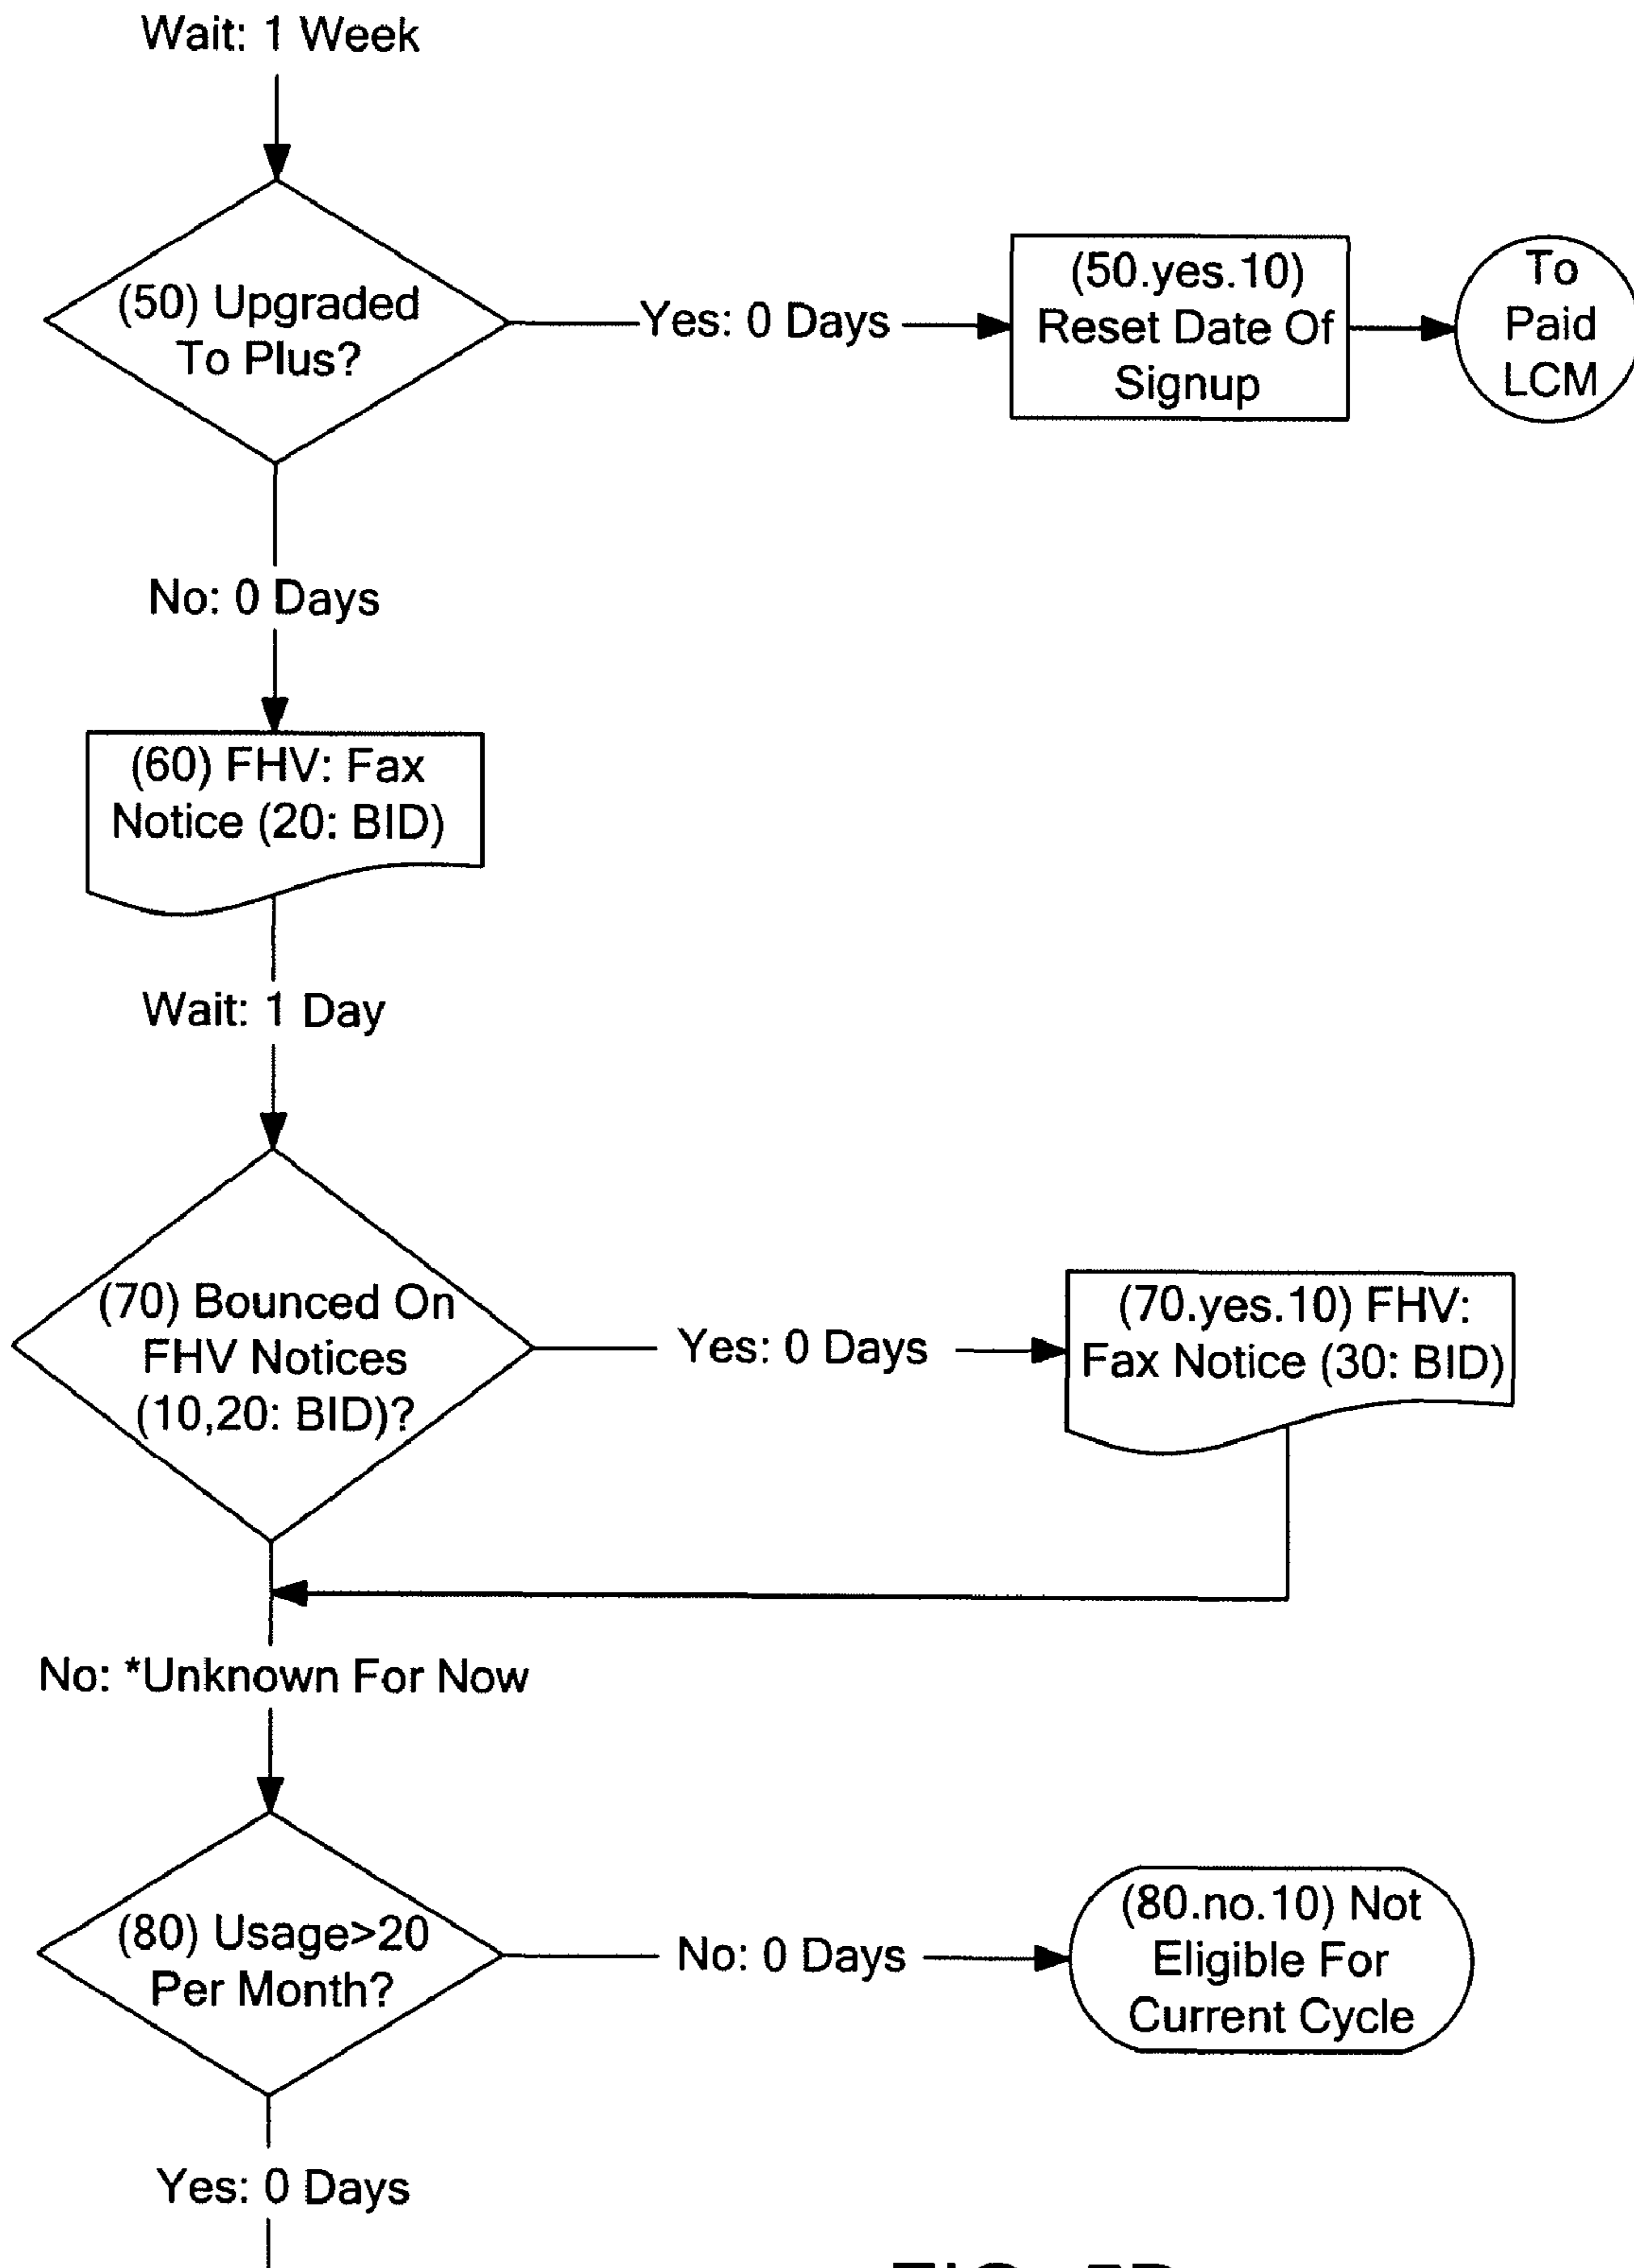 Wait: 1 Week
(50) Upgraded
To Plus?
Yes: 0 Days
(50.yes.10)
Reset Date Of
Signup
To
Paid
LCM
No: 0 Days
(60) FHV: Fax
Notice (20: BID)
Wait: 1 Day
(70) Bounced On
FHV Notices
(10,20: BID)?
Yes: 0 Days
(70.yes.10) FHV:
Fax Notice (30: BID)
No: *Unknown For Now
(80) Usage>20
Per Month?
No: 0 Days
(80.no.10) Not
Eligible For
Current Cycle
Yes: 0 Days